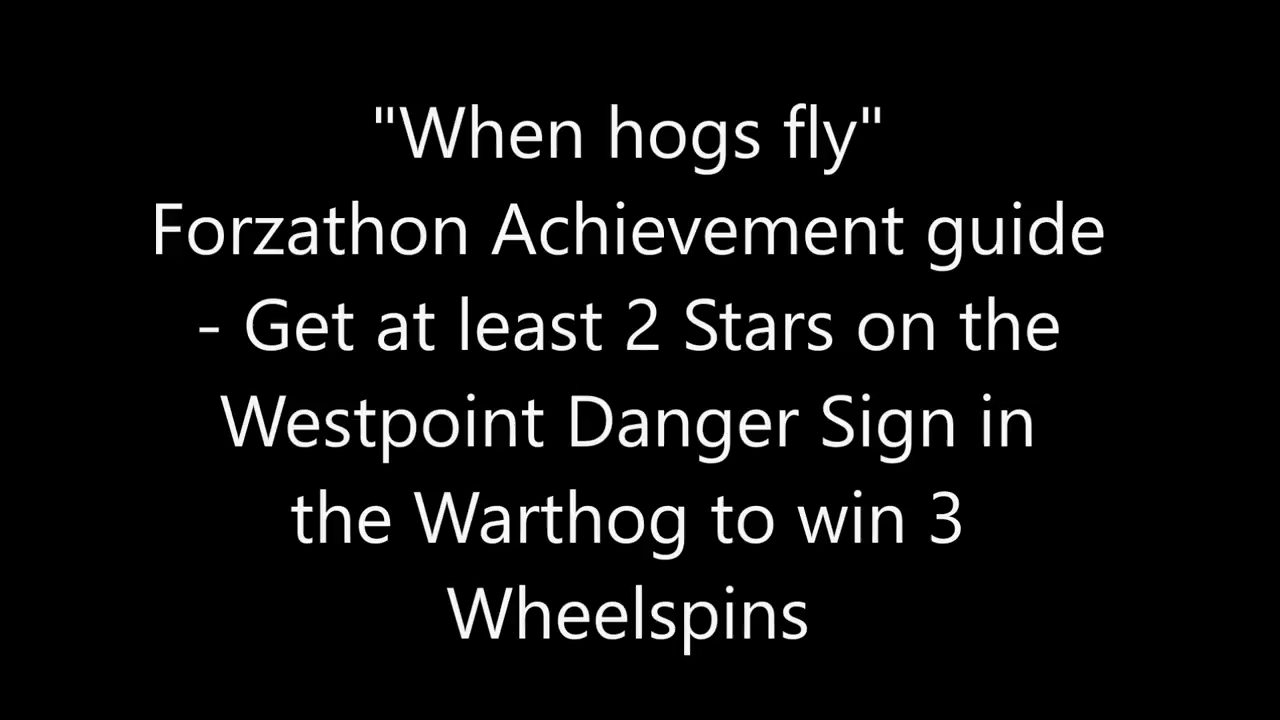 "When hogs fly"
Forzathon Achievement guide
- Get at least 2 Stars on the
Westpoint Danger Sign in
the Warthog to win 3
Wheelspins